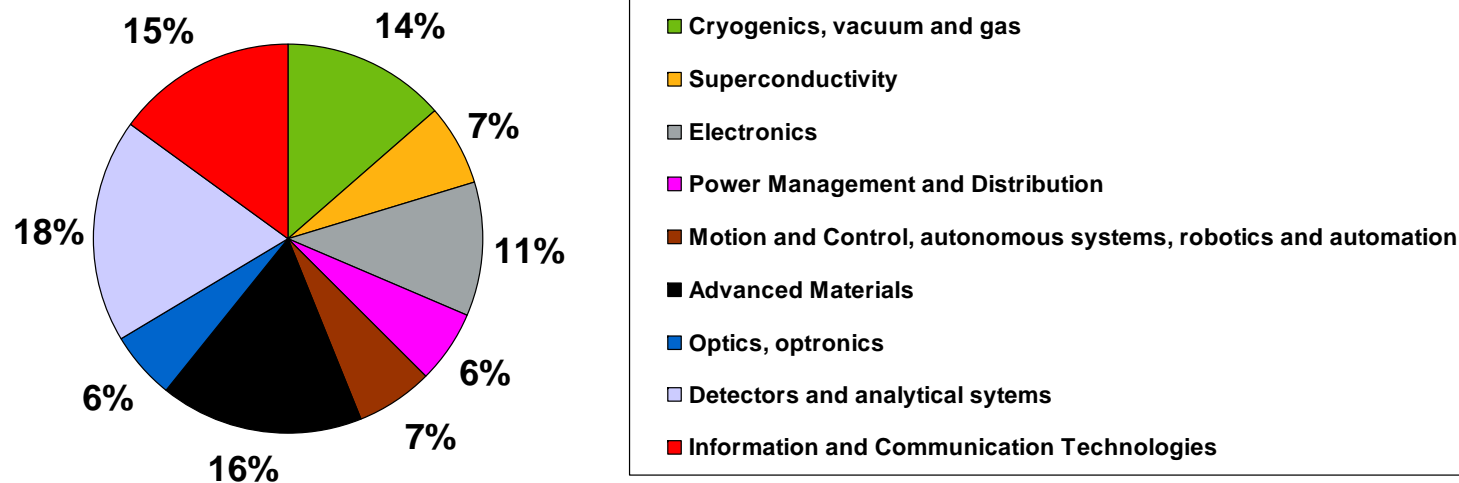 15%
14%
7%
18%
11%
6%
6%
7%
16%
Cryogenics, vacuum and gas
Superconductivity
Electronics
Power Management and Distribution
Motion and Control, autonomous systems, robotics and automation
Advanced Materials
Optics, optronics
Detectors and analytical sytems
Information and Communication Technologies